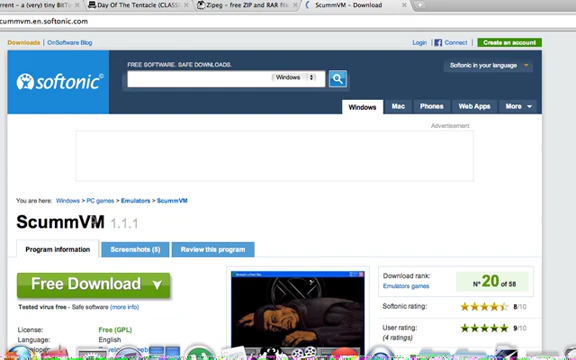 rrent – a (very) tiny BitTo
Day Of The Tentacle (CLASS
Zipeg – free ZIP and RAR file
ScummVM – Download
cummvm.en.softonic.com
Downloads OnSoftware Blog
Login Connect Create an account
FREE SOFTWARE. SAFE DOWNLOADS.
softonic
Windows
Softonic in your language
Windows Mac Phones Web Apps More
Advertisement
You are here: Windows > PC games > Emulators > ScummVM
ScummVM 1.1.1
Program information Screenshots (5) Review this program
Free Download
Tested virus free - Safe software (more info)
License: Free (GPL)
Language: English
Download rank:
Emulators games
Nº 20 of 58
Softonic rating: 8/10
User rating: 9/10
(4 ratings)